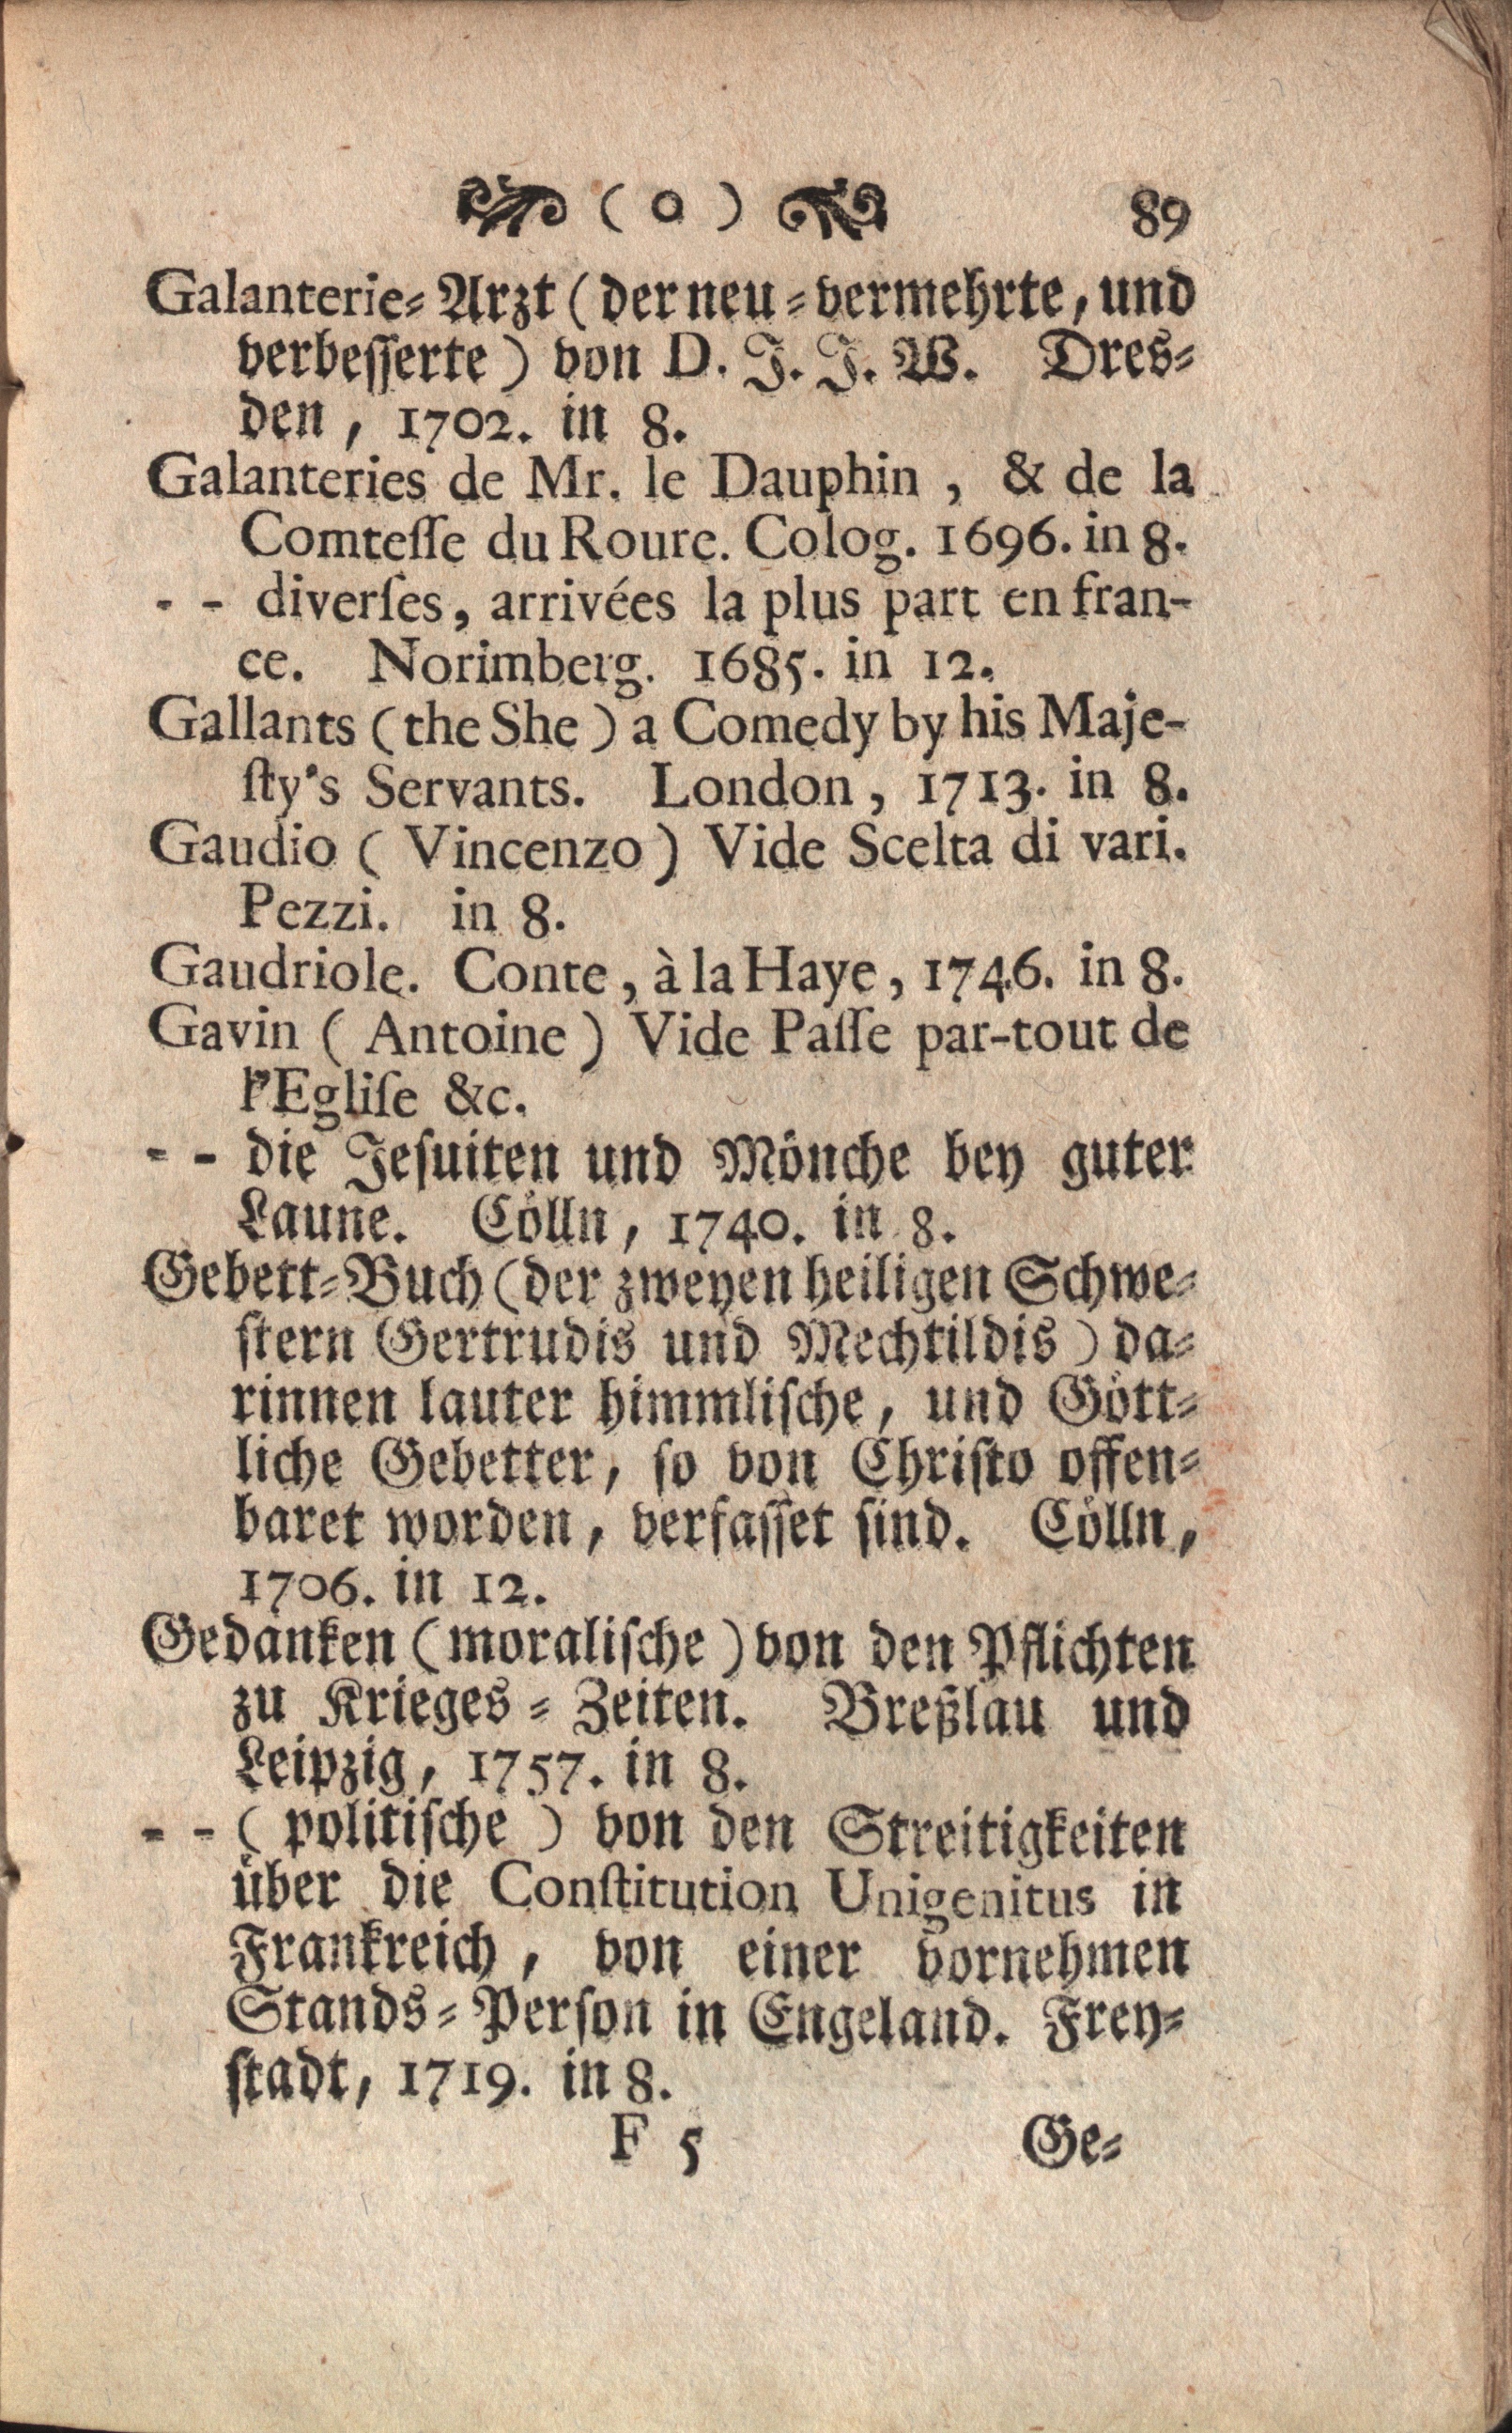 ( o ) 89
Galanterie-Arzt (der neu-vermehrte, und
verbesserte) von D. J. J. W. Dres-
den, 1702. in 8.
Galanteries de Mr. le Dauphin, & de la
Comteſſe du Roure. Colog. 1696. in 8.
- - diverſes, arrivées la plus part en fran-
ce. Norimberg. 1685. in 12.
Gallants (the She) a Comedy by his Maje-
ſty's Servants. London, 1713. in 8.
Gaudio (Vincenzo) Vide Scelta di vari.
Pezzi. in 8.
Gaudriole. Conte, à la Haye, 1746. in 8.
Gavin (Antoine) Vide Paſſe par-tout de
l'Egliſe &c.
- - die Jeſuiten und Mönche bey guter
Laune. Cölln, 1740. in 8.
Gebett-Buch (der zweyen heiligen Schwe-
ſtern Gertrudis und Mechtildis) da-
rinnen lauter himmliſche, und Gött-
liche Gebetter, ſo von Chriſto offen-
baret worden, verfaſſet ſind. Cölln,
1706. in 12.
Gedanken (moraliſche) von den Pflichten
zu Krieges-Zeiten. Breßlau und
Leipzig, 1757. in 8.
- - (politiſche) von den Streitigkeiten
über die Conſtitution Unigenitus in
Frankreich, von einer vornehmen
Stands-Perſon in Engeland. Frey-
ſtadt, 1719. in 8.
F 5 Ge-